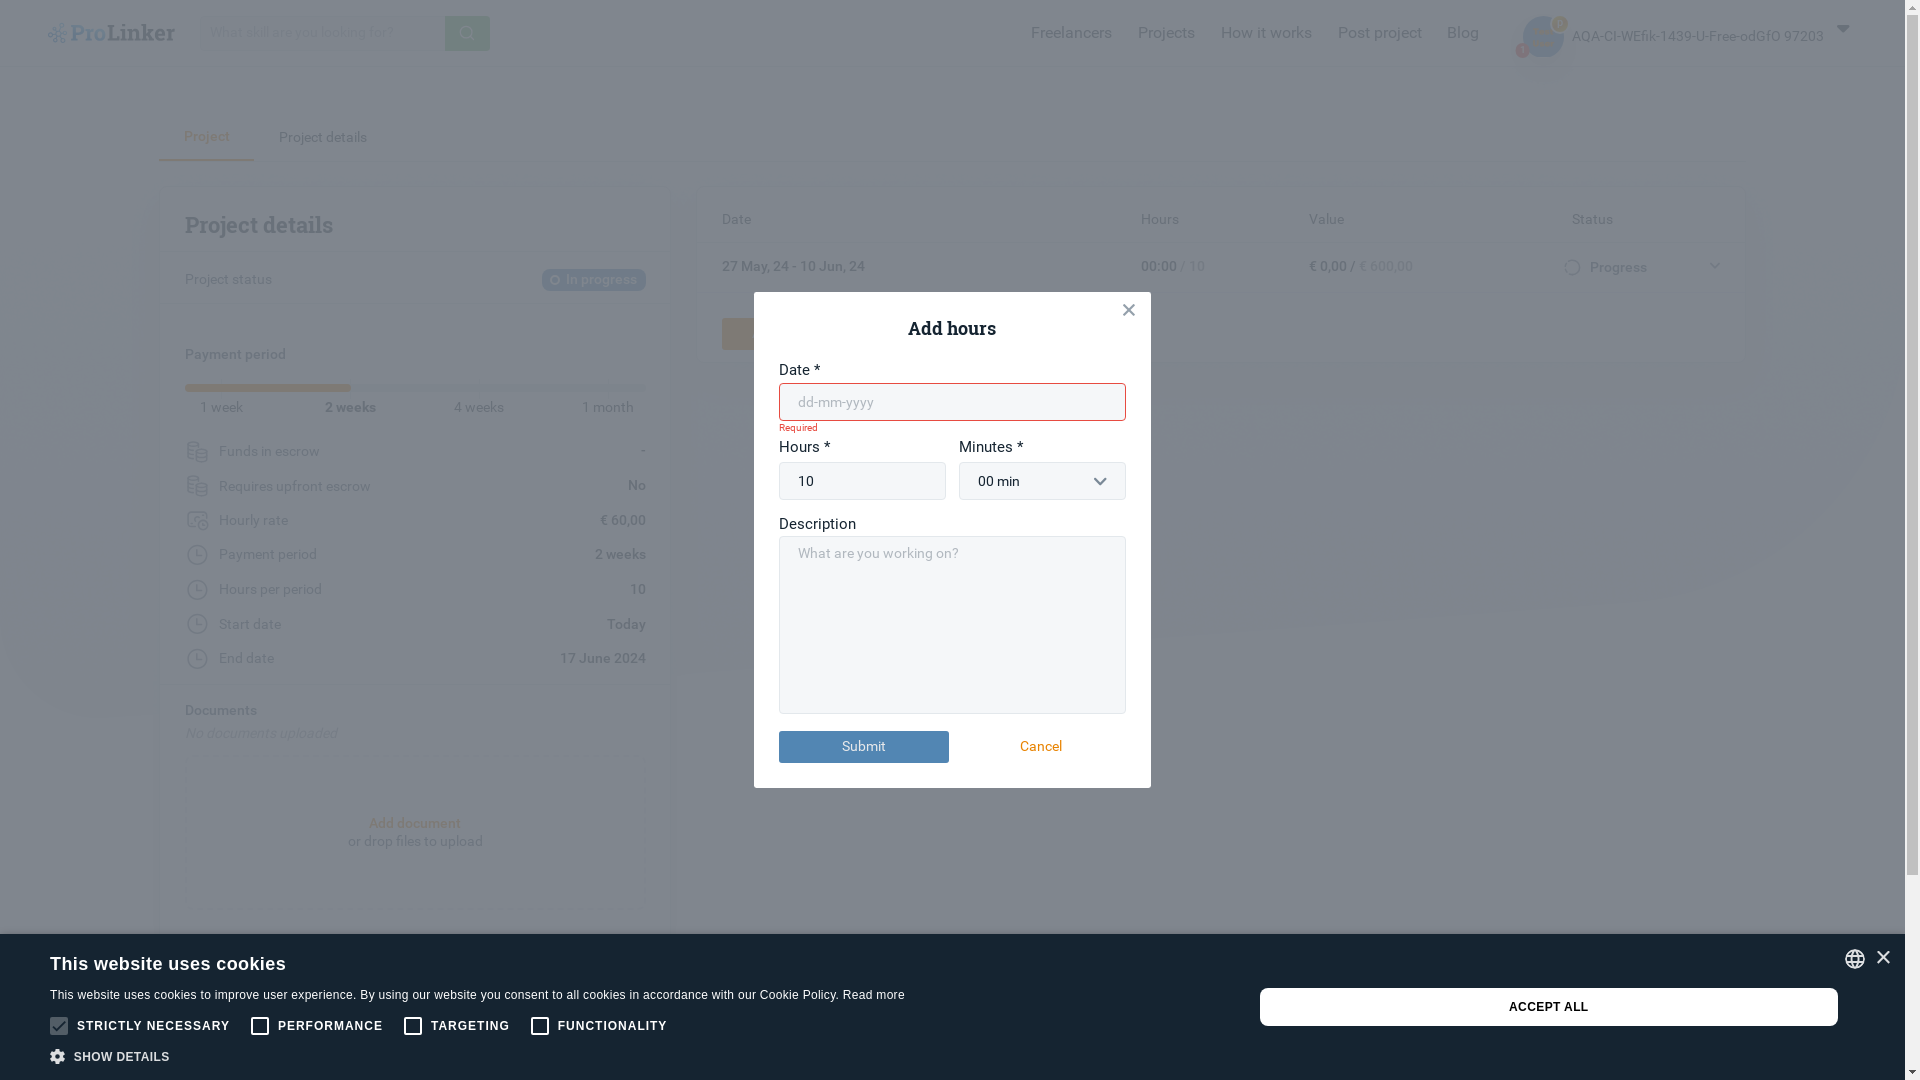 ProLinker
What skill are you looking for?
Freelancers
Projects
How it works
Post project
Blog
AQA-CI-WEfik-1439-U-Free-odGfO 97203
Project
Project details
Project details
Project status
In progress
Payment period
1 week
2 weeks
4 weeks
1 month
Funds in escrow
-
Requires upfront escrow
No
Hourly rate
€ 60,00
Payment period
2 weeks
Hours per period
10
Start date
Today
End date
17 June 2024
Documents
No documents uploaded
Add document
or drop files to upload
Date
Hours
Value
Status
27 May, 24 - 10 Jun, 24
00:00 / 10
€ 0,00 / € 600,00
Progress
Add hours
Date *
dd-mm-yyyy
Required
Hours *
Minutes *
10
00 min
Description
What are you working on?
Submit
Cancel
This website uses cookies
This website uses cookies to improve user experience. By using our website you consent to all cookies in accordance with our Cookie Policy. Read more
STRICTLY NECESSARY
PERFORMANCE
TARGETING
FUNCTIONALITY
SHOW DETAILS
ACCEPT ALL